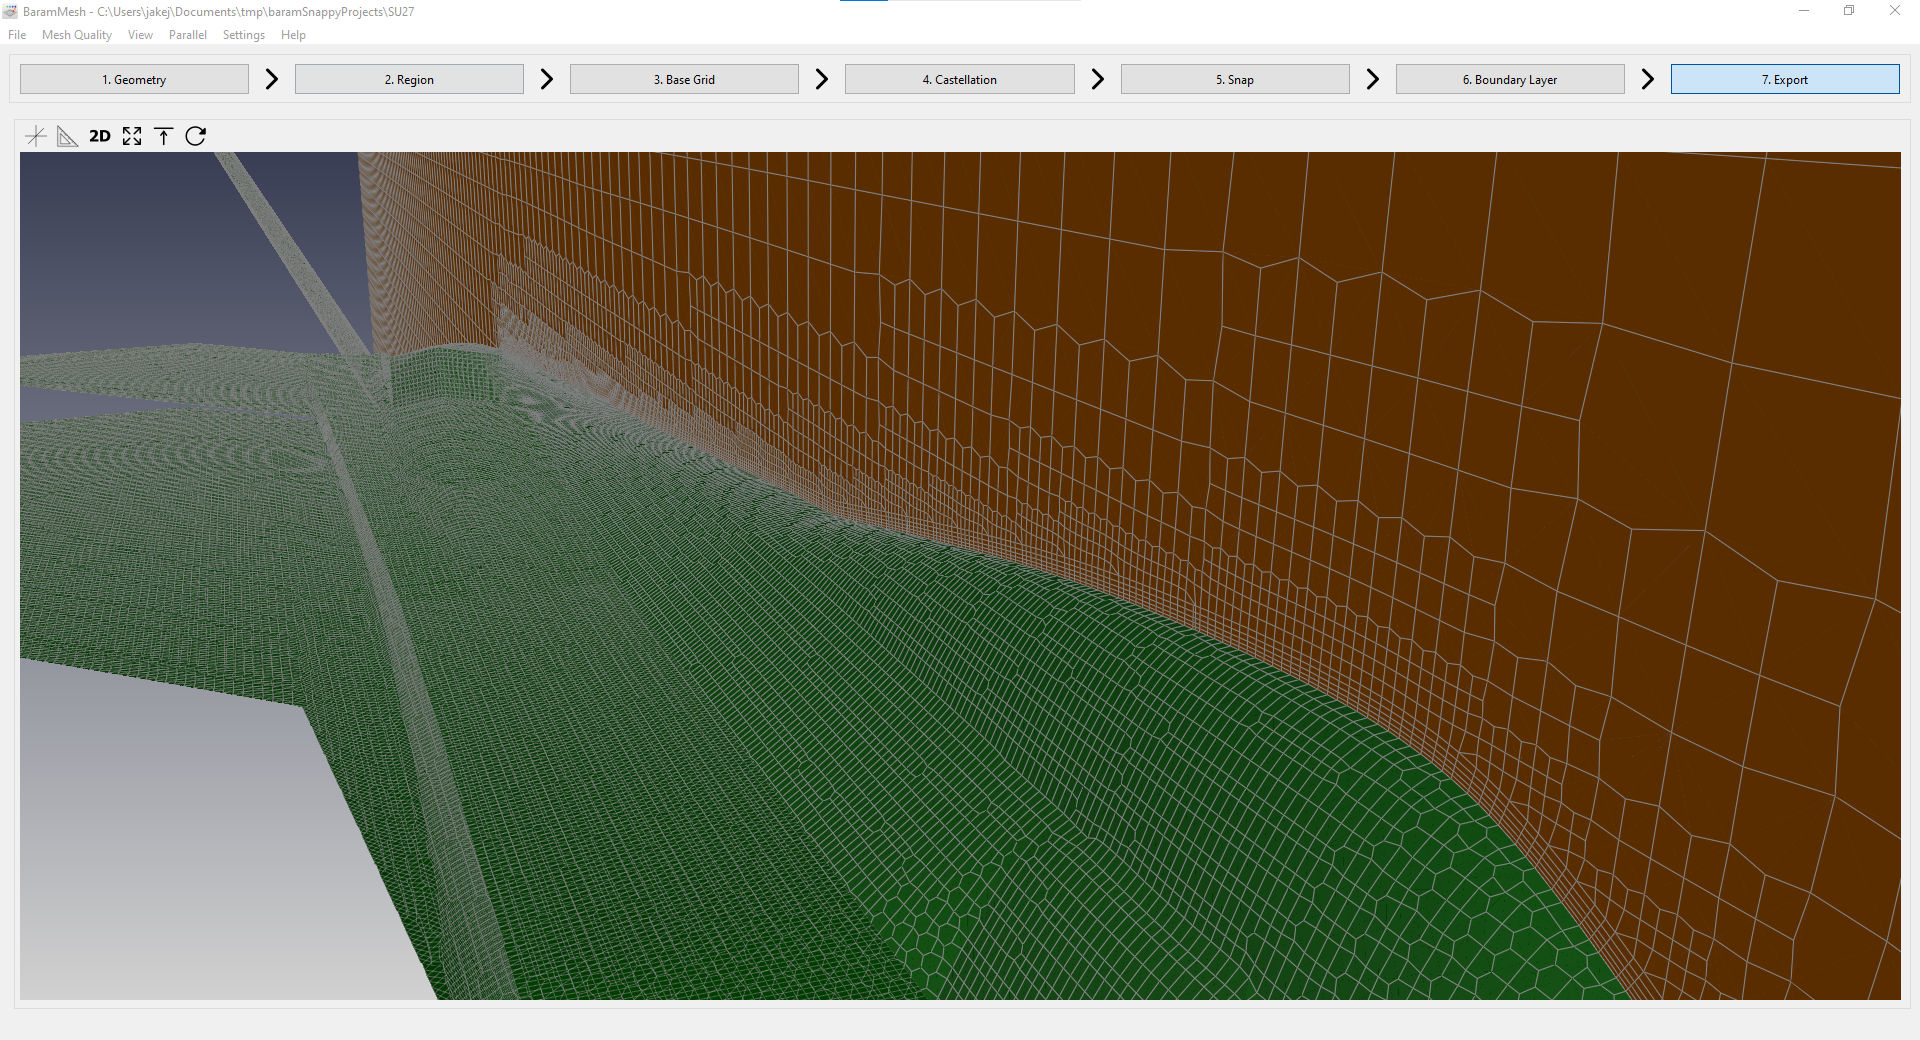 BaramMesh - C:\Users\jakej\Documents\tmp\baramSnappyProjects\SU27
File Mesh Quality View Parallel Settings Help
1. Geometry 2. Region 3. Base Grid 4. Castellation 5. Snap 6. Boundary Layer 7. Export
2D